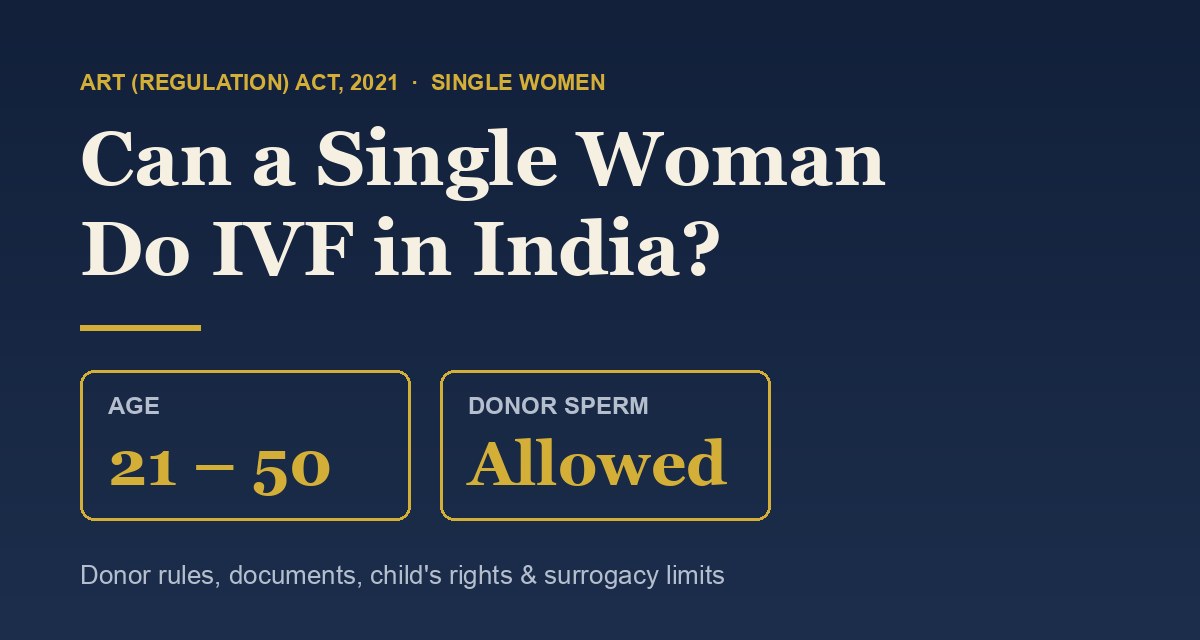 ART (REGULATION) ACT, 2021 · SINGLE WOMEN
Can a Single Woman
Do IVF in India?
AGE
21 – 50
DONOR SPERM
Allowed
Donor rules, documents, child's rights & surrogacy limits